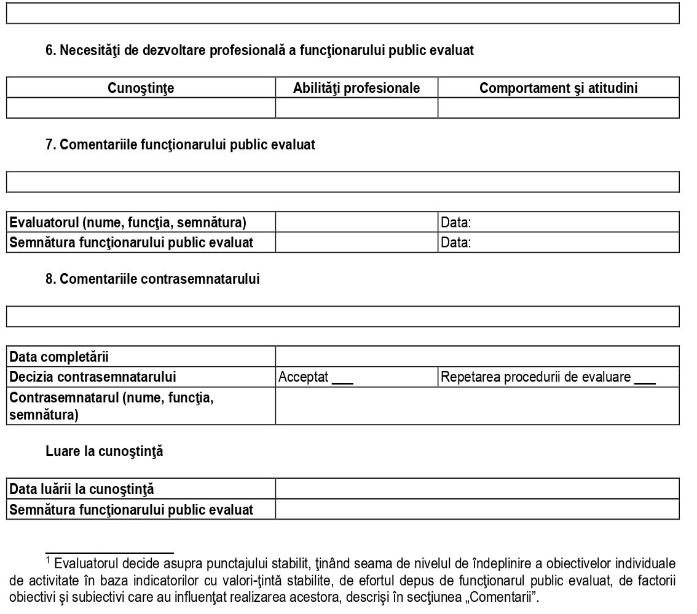 6. Necesităţi de dezvoltare profesională a funcţionarului public evaluat
Cunoştinţe Abilităţi profesionale Comportament şi atitudini
7. Comentariile funcţionarului public evaluat
Evaluatorul (nume, funcţia, semnătura) Data:
Semnătura funcţionarului public evaluat Data:
8. Comentariile contrasemnatarului
Data completării
Decizia contrasemnatarului Acceptat ___ Repetarea procedurii de evaluare ___
Contrasemnatarul (nume, funcţia,
semnătura)
Luare la cunoştinţă
Data luării la cunoştinţă
Semnătura funcţionarului public evaluat
1 Evaluatorul decide asupra punctajului stabilit, ţinând seama de nivelul de îndeplinire a obiectivelor individuale
de activitate în baza indicatorilor cu valori-ţintă stabilite, de efortul depus de funcţionarul public evaluat, de factorii
obiectivi şi subiectivi care au influenţat realizarea acestora, descrişi în secţiunea „Comentarii”.